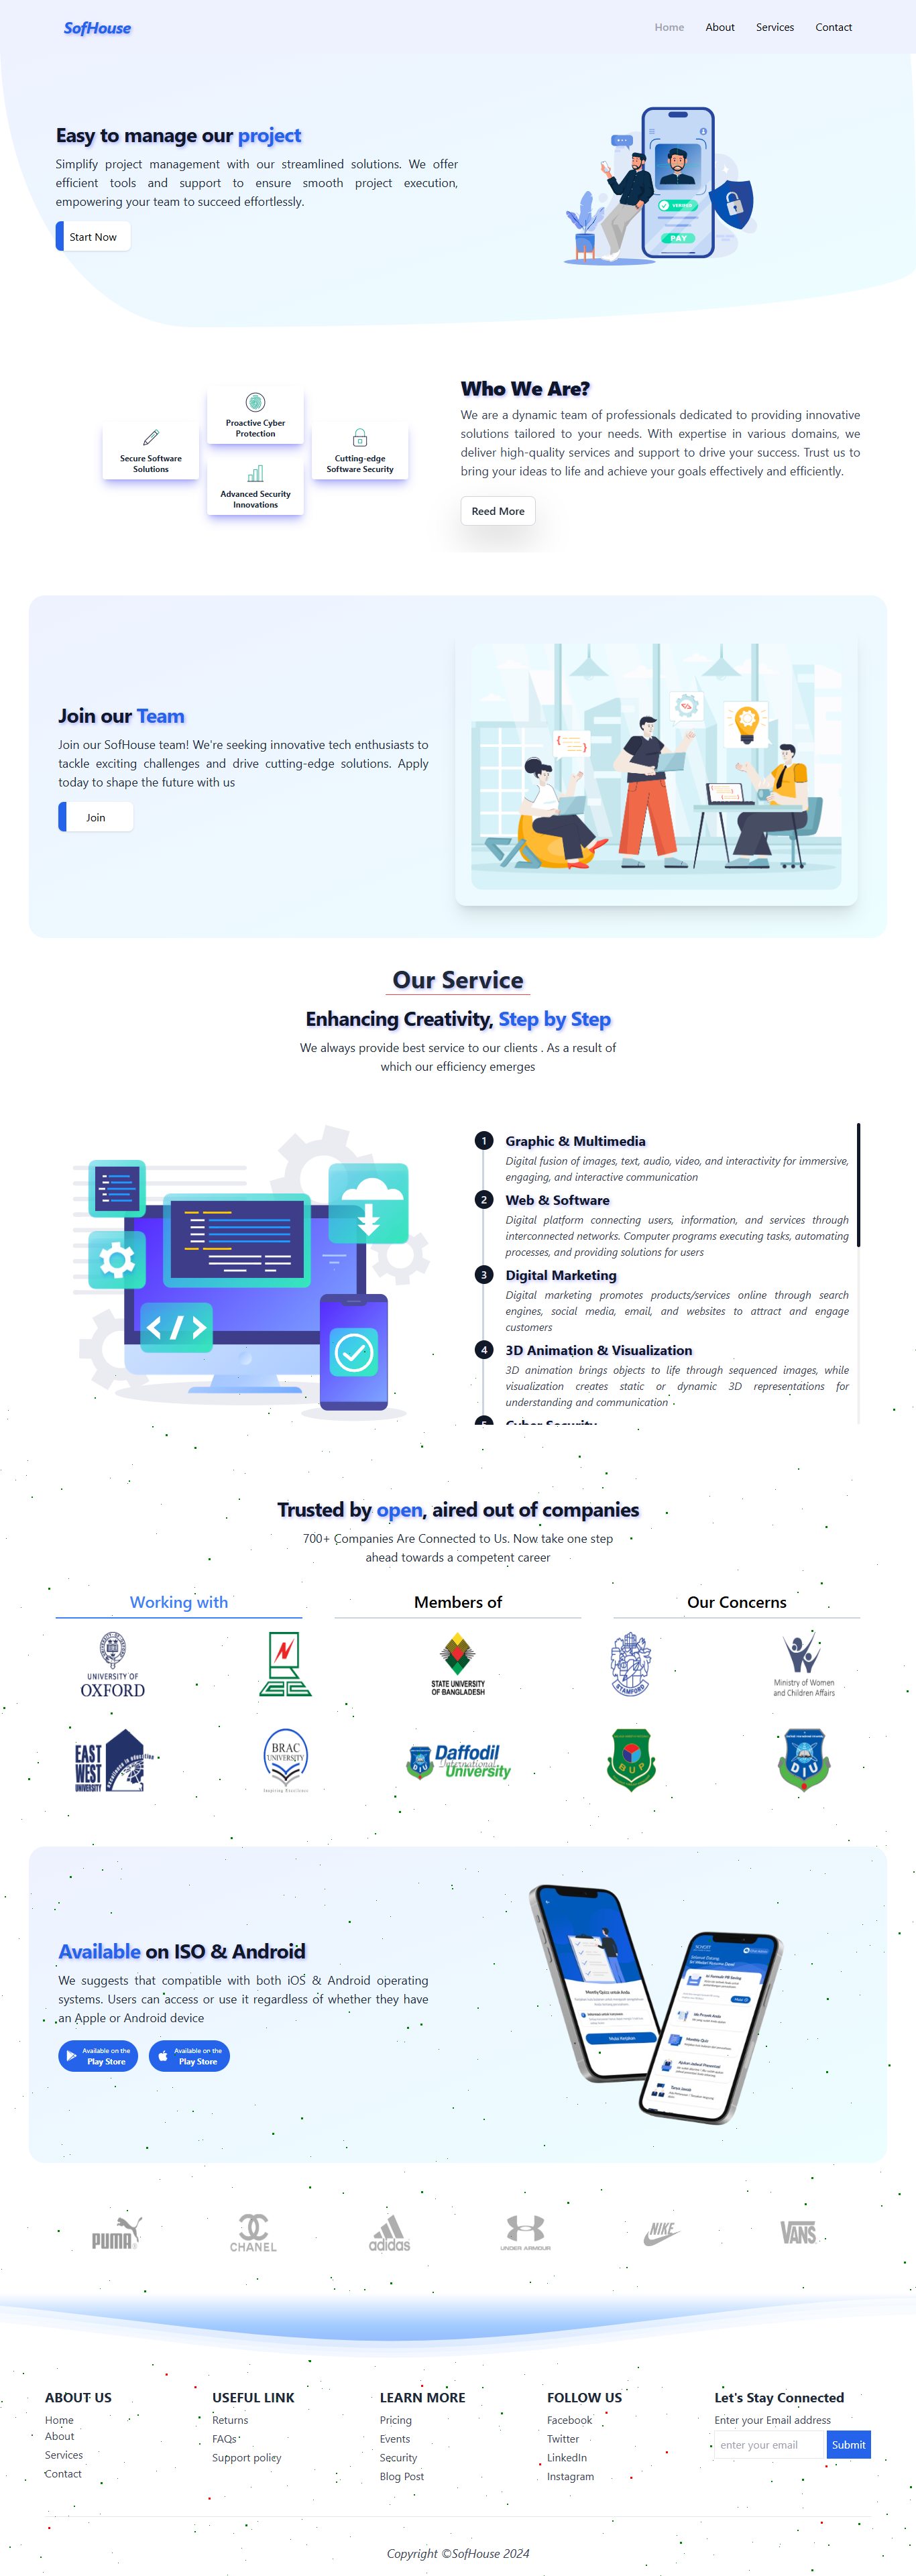 SofHouse
Home About Services Contact
Easy to manage our project
Simplify project management with our streamlined solutions. We offer
efficient tools and support to ensure smooth project execution,
empowering your team to succeed effortlessly.
Start Now
PAY
Proactive Cyber
Protection
Secure Software
Solutions
Cutting-edge
Software Security
Advanced Security
Innovations
Who We Are?
We are a dynamic team of professionals dedicated to providing innovative
solutions tailored to your needs. With expertise in various domains, we
deliver high-quality services and support to drive your success. Trust us to
bring your ideas to life and achieve your goals effectively and efficiently.
Reed More
Join our Team
Join our SofHouse team! We're seeking innovative tech enthusiasts to
tackle exciting challenges and drive cutting-edge solutions. Apply
today to shape the future with us
Join
Our Service
Enhancing Creativity, Step by Step
We always provide best service to our clients . As a result of
which our efficiency emerges
1 Graphic & Multimedia
Digital fusion of images, text, audio, video, and interactivity for immersive,
engaging, and interactive communication
2 Web & Software
Digital platform connecting users, information, and services through
interconnected networks. Computer programs executing tasks, automating
processes, and providing solutions for users
3 Digital Marketing
Digital marketing promotes products/services online through search
engines, social media, email, and websites to attract and engage
customers
4 3D Animation & Visualization
3D animation brings objects to life through sequenced images, while
visualization creates static or dynamic 3D representations for
understanding and communication
5 Cyber Security
Trusted by open, aired out of companies
700+ Companies Are Connected to Us. Now take one step
ahead towards a competent career
Working with Members of Our Concerns
UNIVERSITY OF
OXFORD
STATE UNIVERSITY
OF BANGLADESH
STAMFORD
Ministry of Women
and Children Affairs
EAST
WEST
UNIVERSITY
BRAC
UNIVERSITY
Inspiring Excellence
Daffodil
International
University
BUP
DIU
Available on ISO & Android
We suggests that compatible with both iOS & Android operating
systems. Users can access or use it regardless of whether they have
an Apple or Android device
Available on the
Play Store
Available on the
Play Store
PUMA
CHANEL
adidas
UNDER ARMOUR
NIKE
VANS
ABOUT US
Home
About
Services
Contact
USEFUL LINK
Returns
FAQs
Support policy
LEARN MORE
Pricing
Events
Security
Blog Post
FOLLOW US
Facebook
Twitter
LinkedIn
Instagram
Let's Stay Connected
Enter your Email address
enter your email Submit
Copyright ©SofHouse 2024